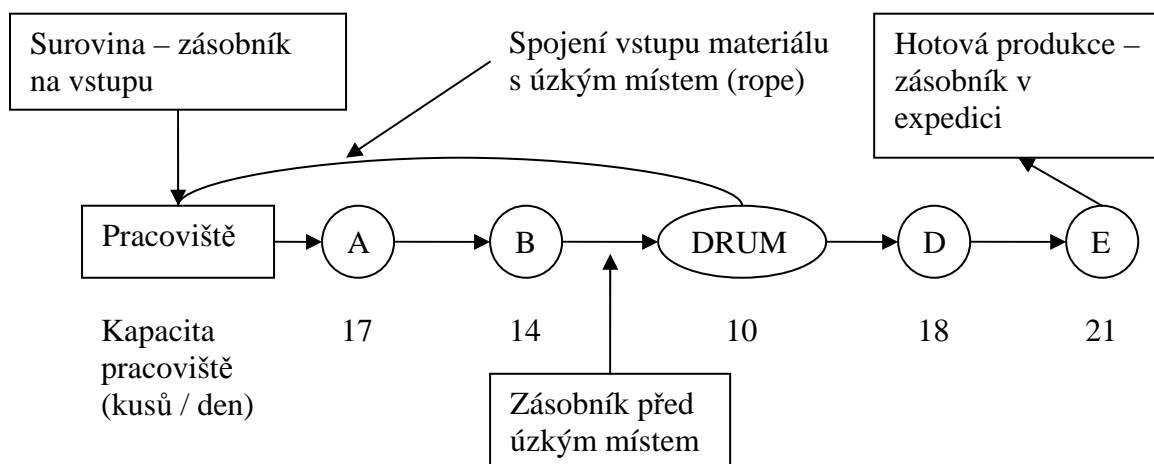 Surovina – zásobník
na vstupu
Spojení vstupu materiálu
s úzkým místem (rope)
Hotová produkce –
zásobník v
expedici
Pracoviště
A
B
DRUM
D
E
Kapacita
pracoviště
(kusů / den)
17
14
10
18
21
Zásobník před
úzkým místem